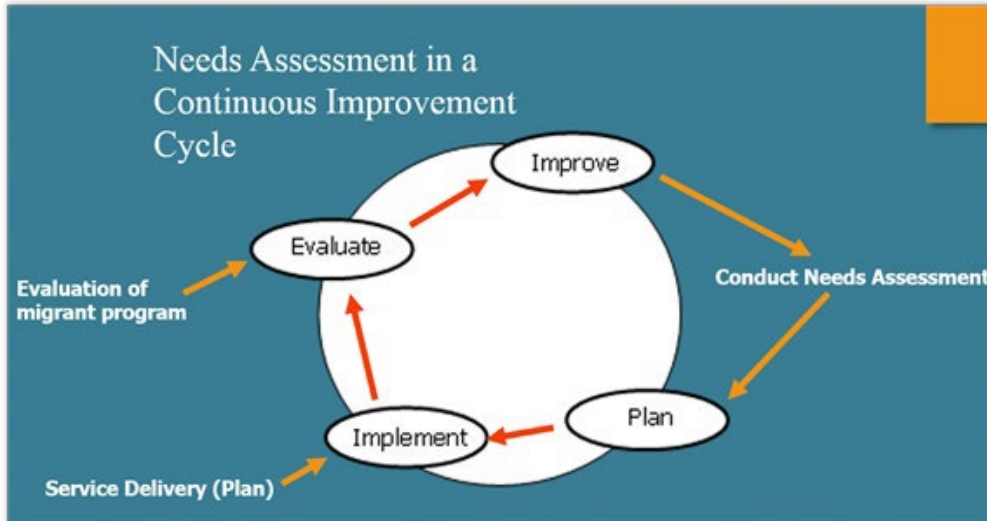 Needs Assessment in a
Continuous Improvement
Cycle
Improve
Evaluate
Evaluation of
migrant program
Conduct Needs Assessment
Plan
Implement
Service Delivery (Plan)